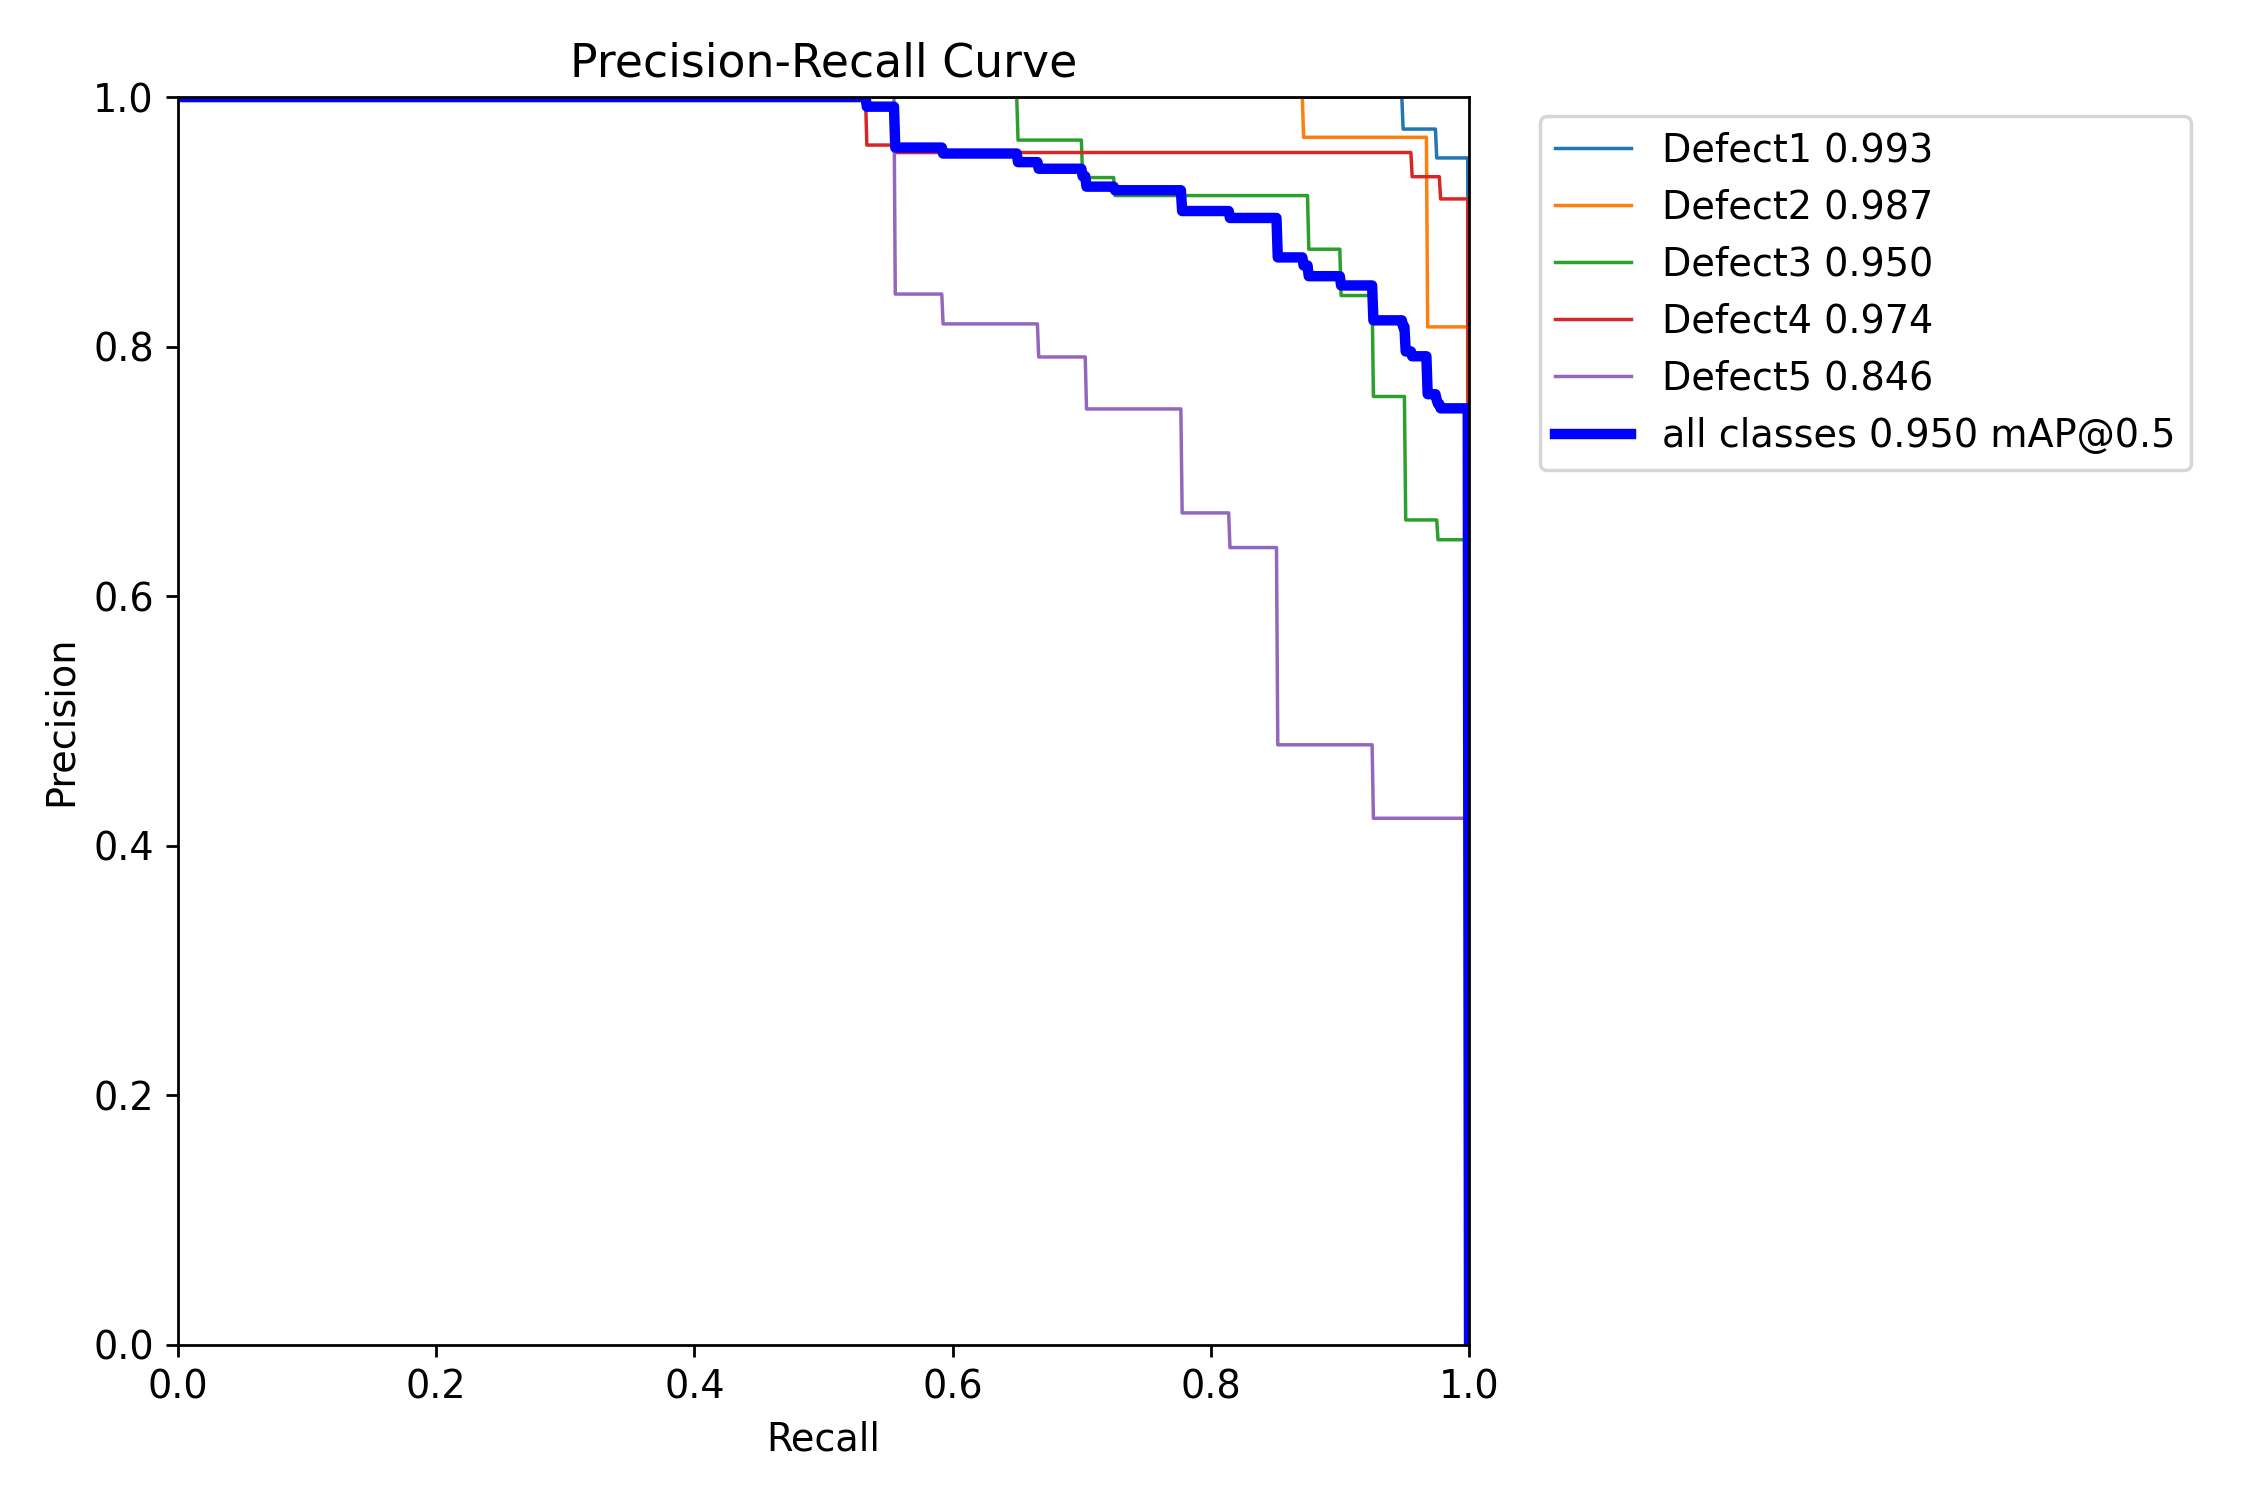 Precision-Recall Curve
1.0
0.8
0.6
0.4
0.2
0.0
Precision
0.0 0.2 0.4 0.6 0.8 1.0
Recall
Defect1 0.993
Defect2 0.987
Defect3 0.950
Defect4 0.974
Defect5 0.846
all classes 0.950 mAP@0.5